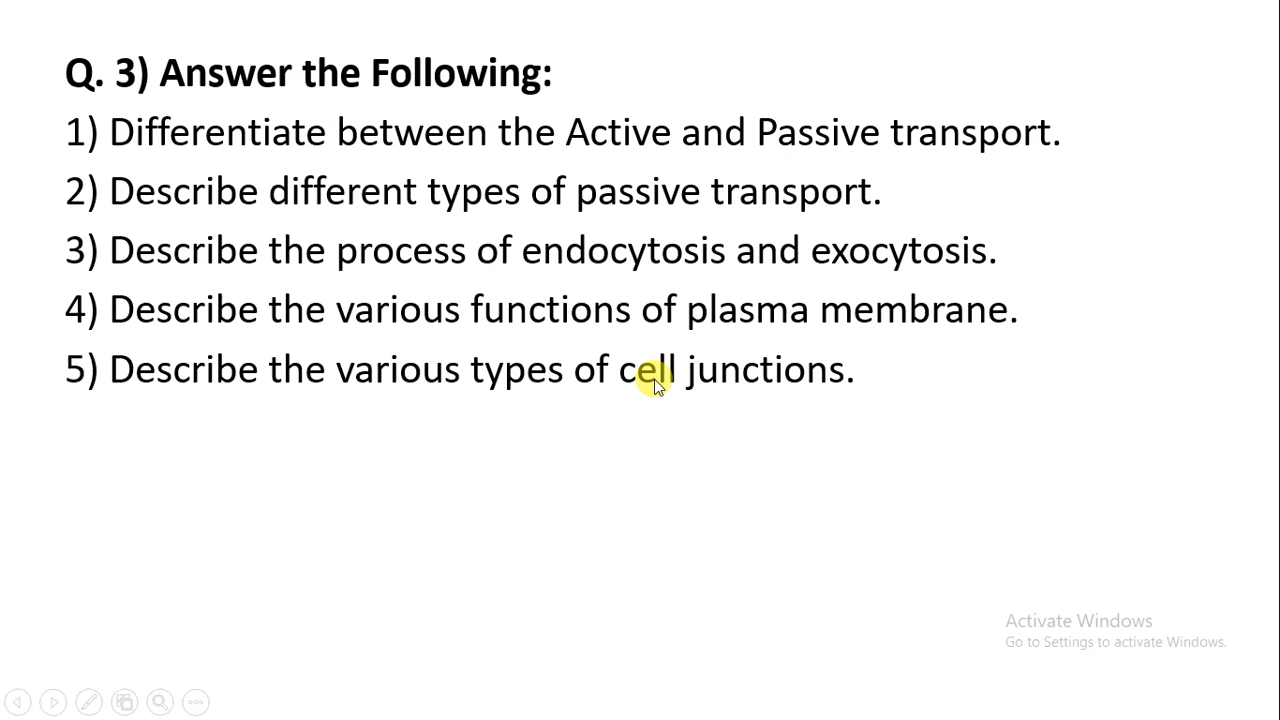 Q. 3) Answer the Following:
1) Differentiate between the Active and Passive transport.
2) Describe different types of passive transport.
3) Describe the process of endocytosis and exocytosis.
4) Describe the various functions of plasma membrane.
5) Describe the various types of cell junctions.
Activate Windows
Go to Settings to activate Windows.